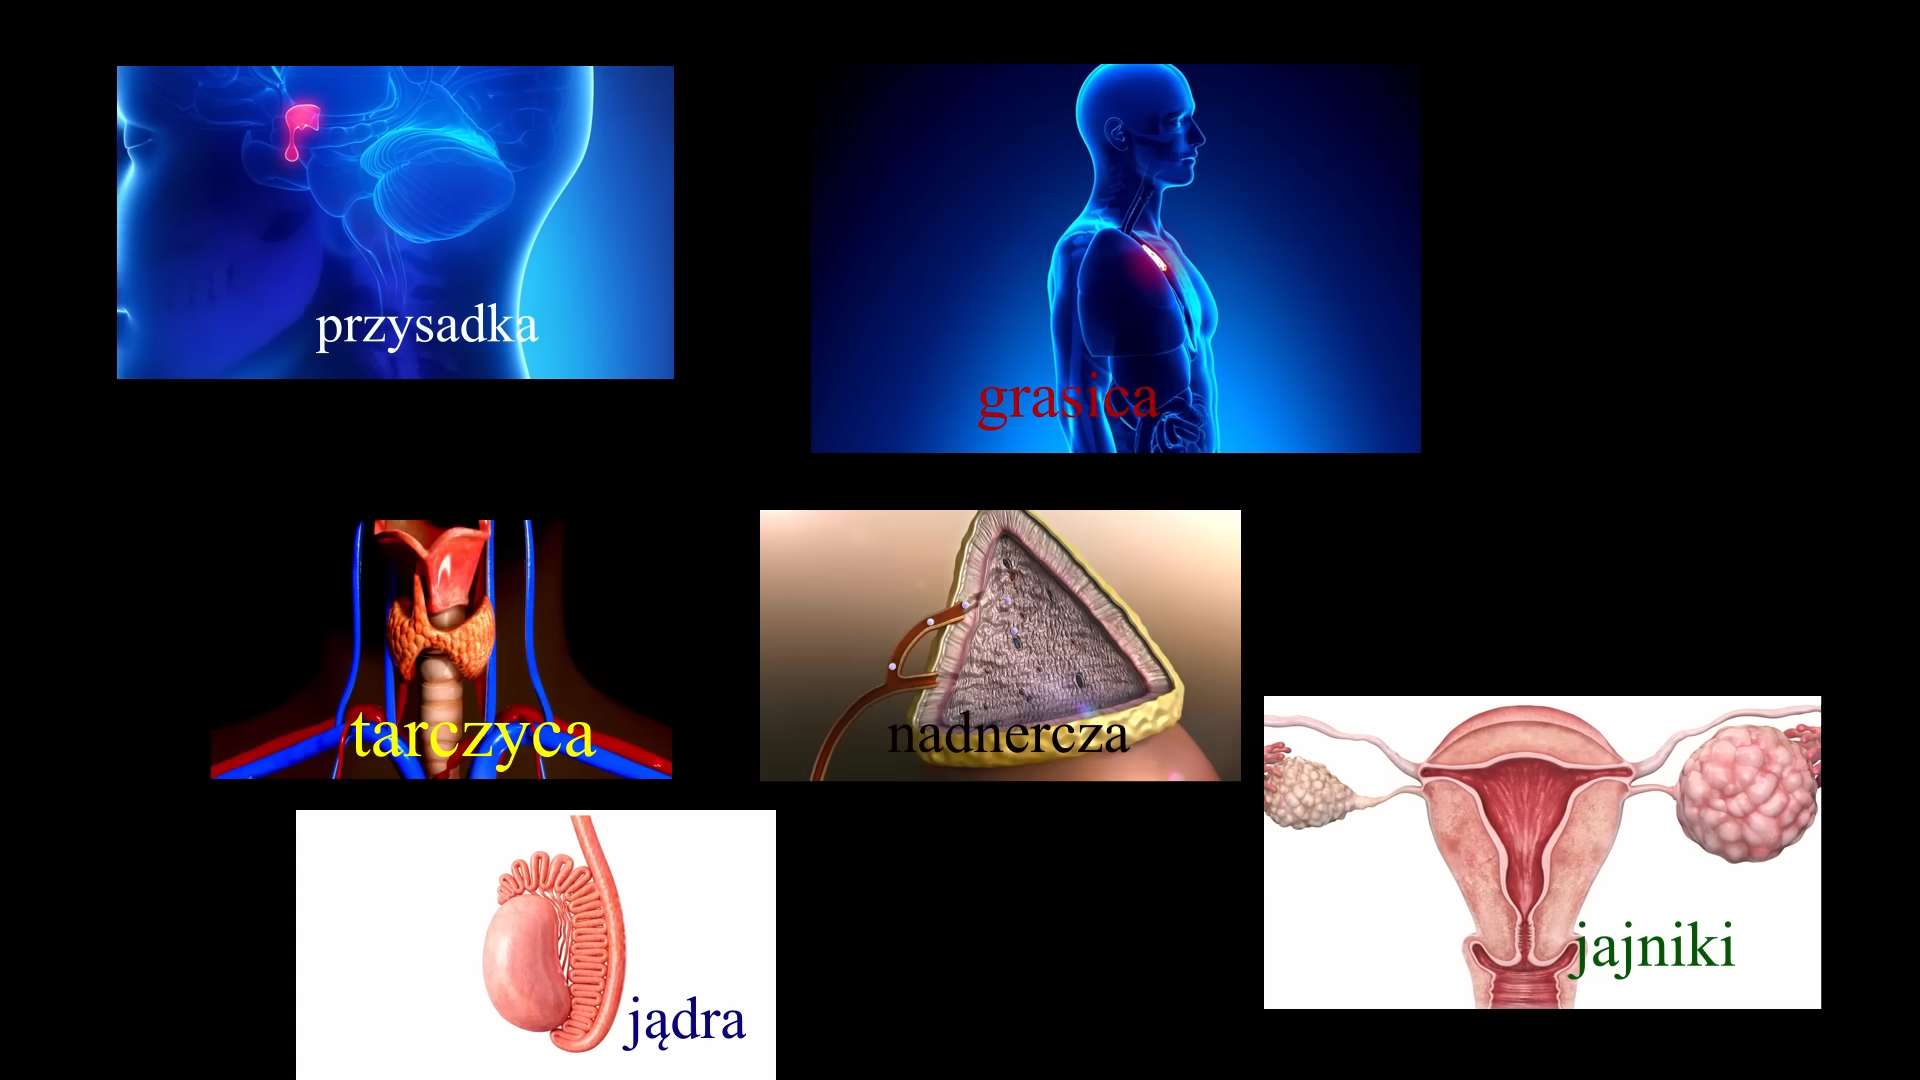 przysadka
grasica
tarczyca
nadnercza
jajniki
jądra